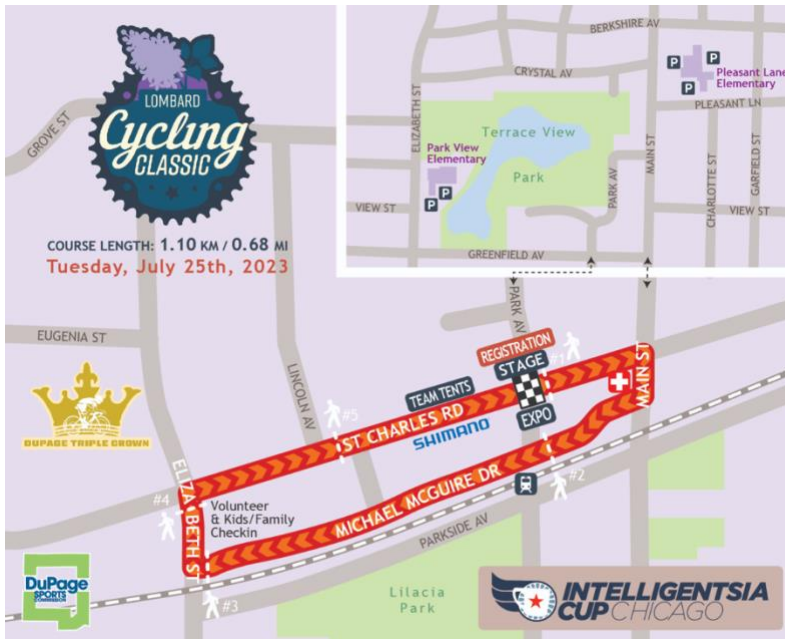 LOMBARD
Cycling
CLASSIC
COURSE LENGTH: 1.10 KM / 0.68 MI
Tuesday, July 25th, 2023
GROVE ST
EUGENIA ST
DUPAGE TRIPLE CROWN
BERKSHIRE AV
CRYSTAL AV
P
P
P
Pleasant Lane
Elementary
PLEASANT LN
ELIZABETH ST
Terrace View
Park
Park View
Elementary
P
P
MAIN ST
PARK AV
CHARLOTTE ST
GARFIELD ST
VIEW ST
VIEW ST
GREENFIELD AV
PARK AV
LINCOLN AV
REGISTRATION
STAGE
#1
TEAM TENTS
EXPO
MAIN ST
#5
ST CHARLES RD
SHIMANO
#4
ELIZABETH ST
Volunteer
& Kids/Family
Checkin
MICHAEL MCGUIRE DR
#2
PARKSIDE AV
#3
Lilacia
Park
DuPage
SPORTS
COMMISSION
INTELLIGENTSIA
CUP CHICAGO